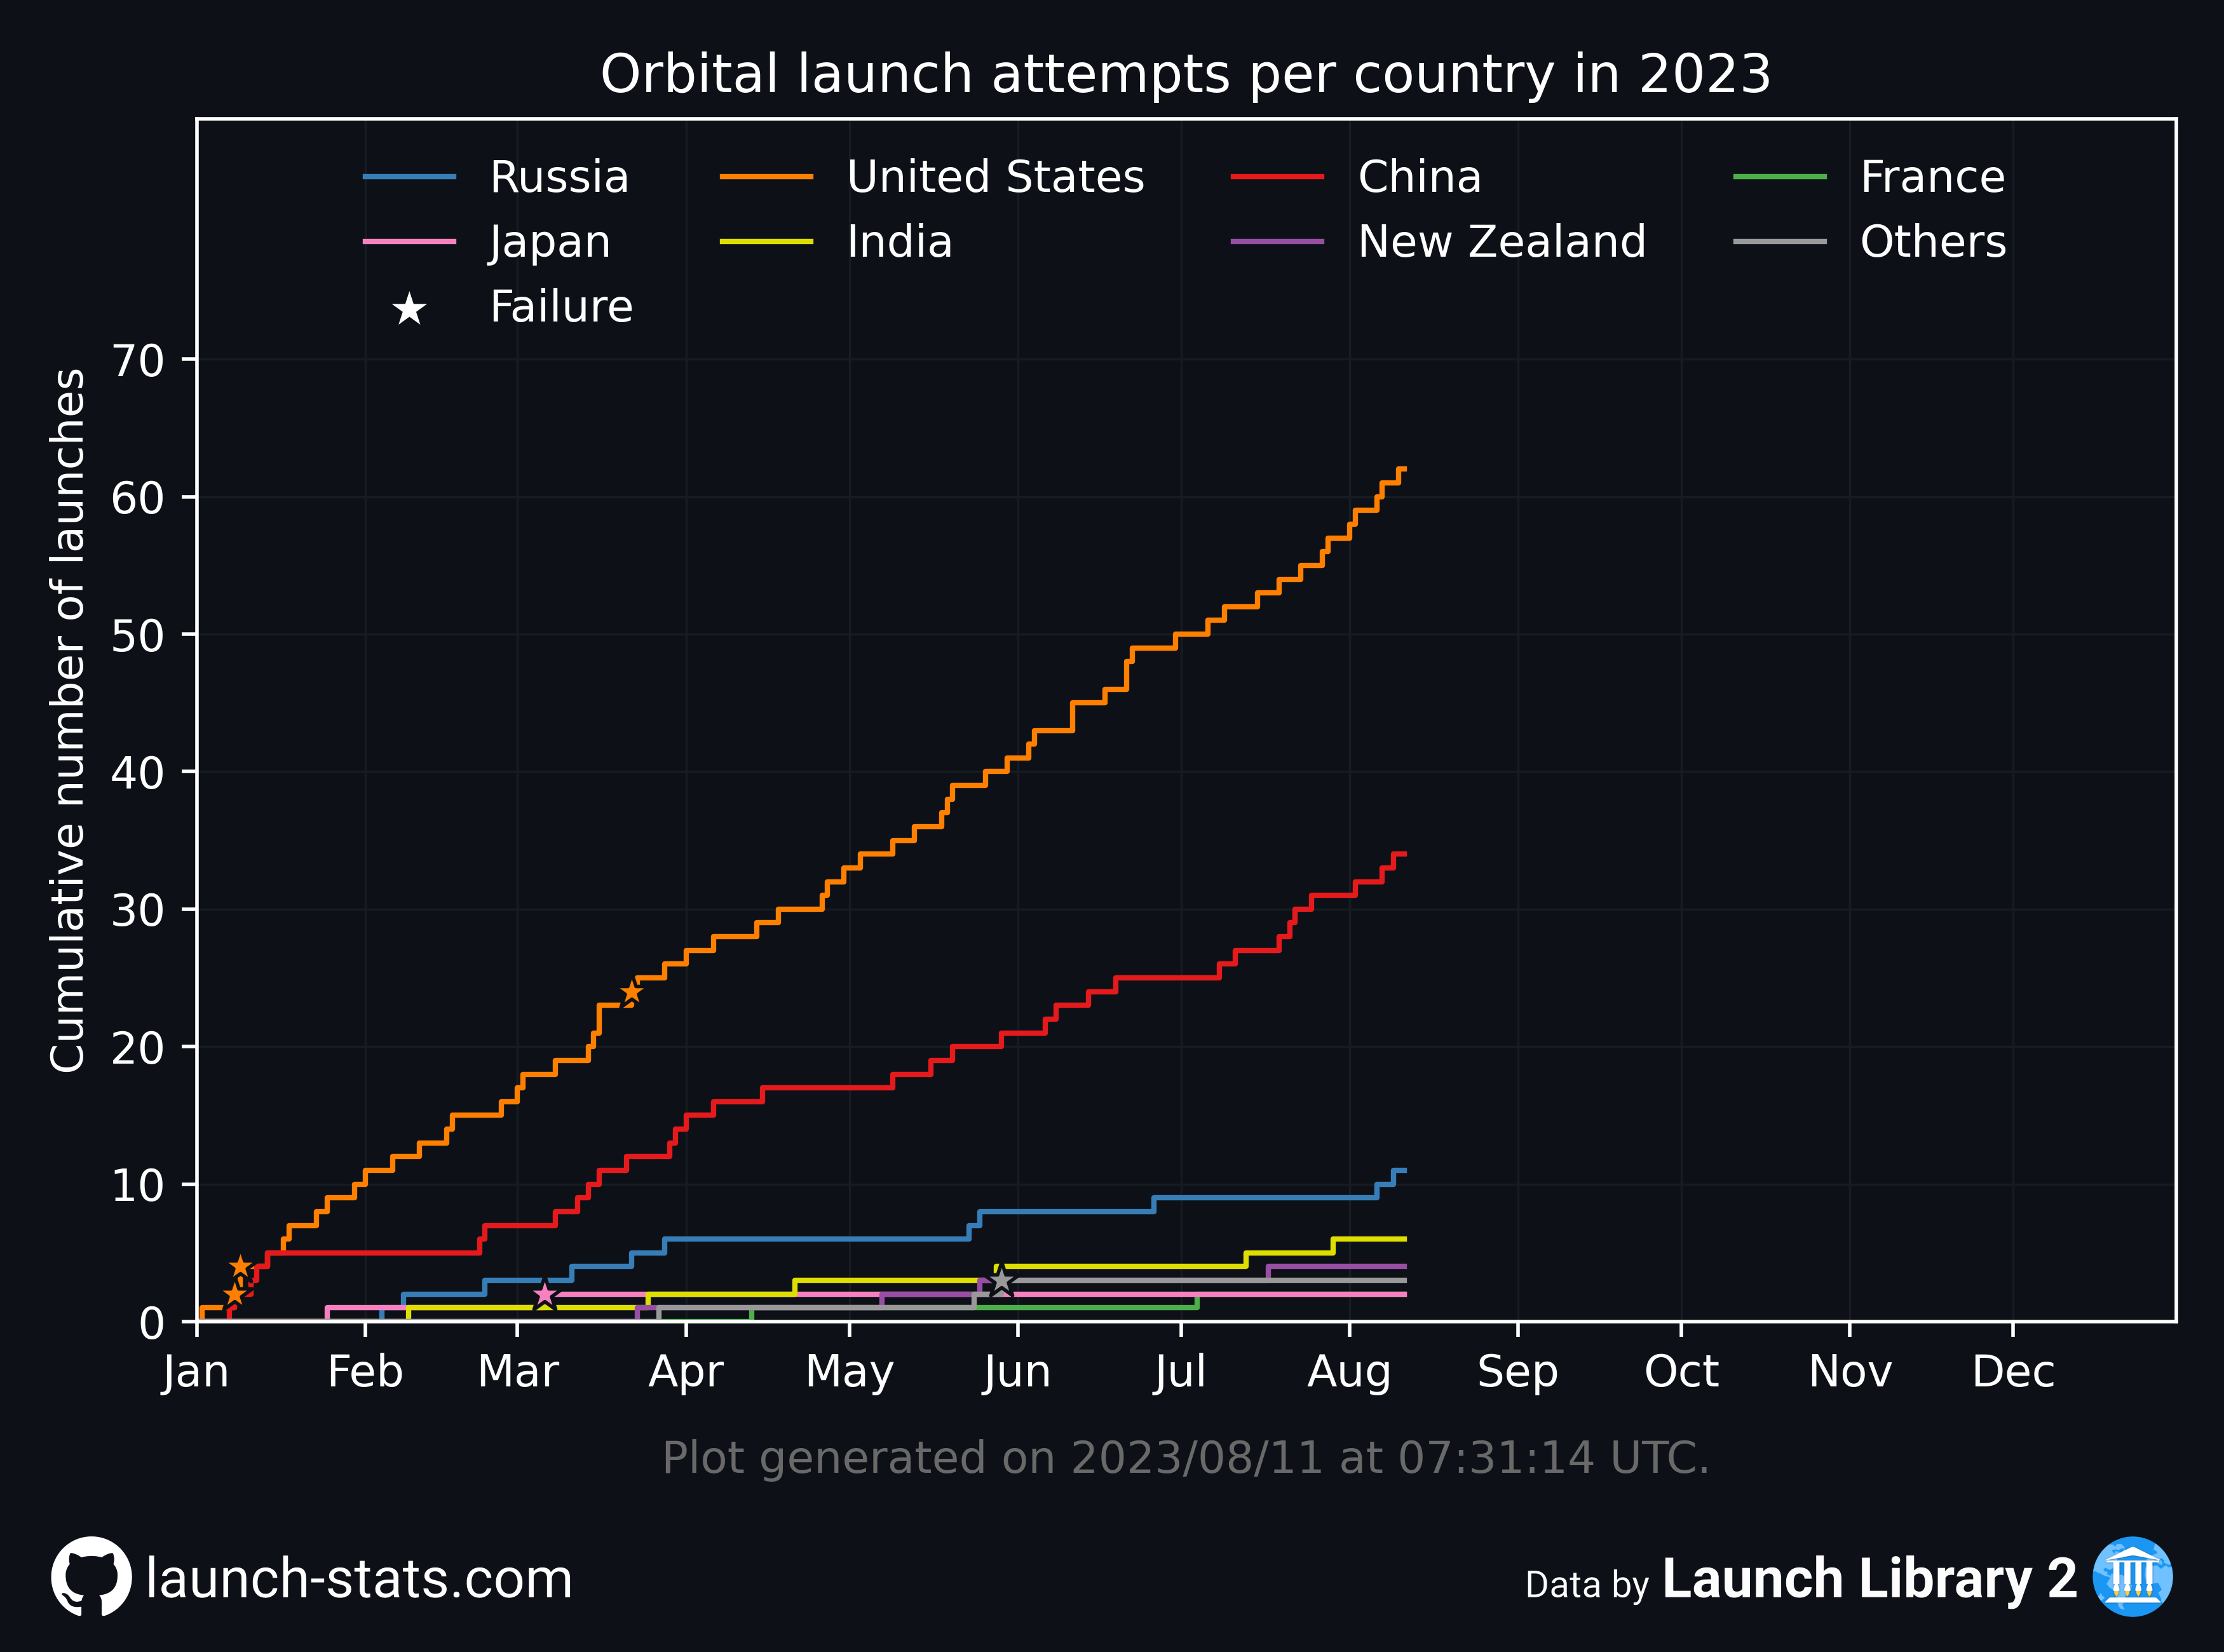 Orbital launch attempts per country in 2023
Russia United States China France
Japan India New Zealand Others
Failure
Cumulative number of launches
70
60
50
40
30
20
10
0
Jan Feb Mar Apr May Jun Jul Aug Sep Oct Nov Dec
Plot generated on 2023/08/11 at 07:31:14 UTC.
launch-stats.com
Data by Launch Library 2